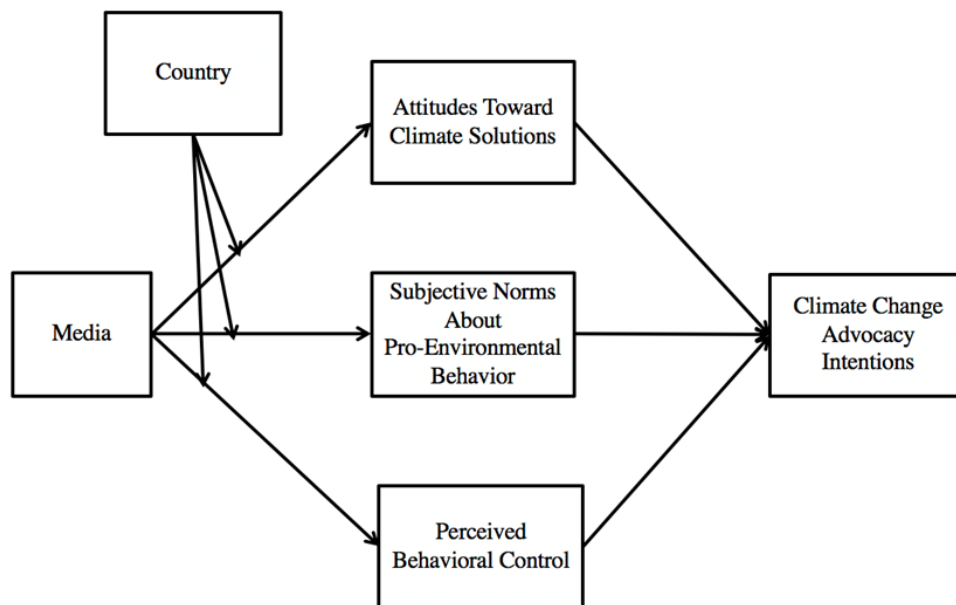 Country
Attitudes Toward
Climate Solutions
Media
Subjective Norms
About
Pro-Environmental
Behavior
Climate Change
Advocacy
Intentions
Perceived
Behavioral Control